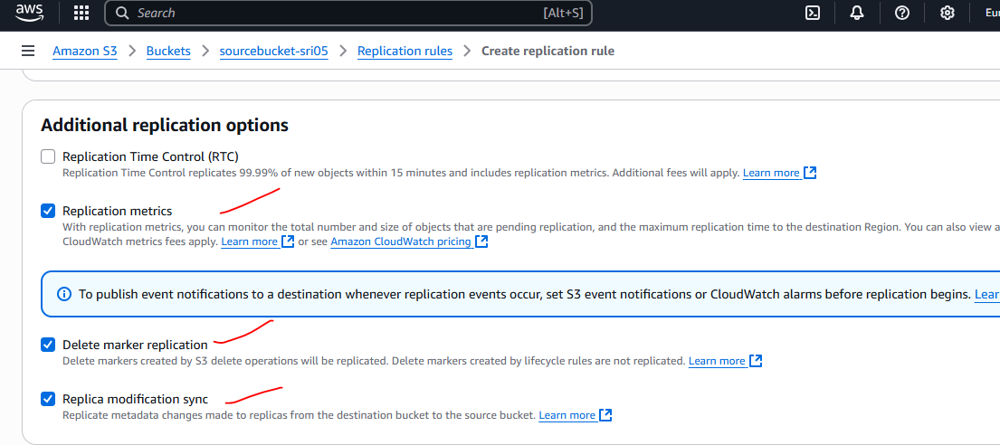 aws
Search [Alt+S] Eu
Amazon S3 > Buckets > sourcebucket-sri05 > Replication rules > Create replication rule
Additional replication options
Replication Time Control (RTC)
Replication Time Control replicates 99.99% of new objects within 15 minutes and includes replication metrics. Additional fees will apply. Learn more
Replication metrics
With replication metrics, you can monitor the total number and size of objects that are pending replication, and the maximum replication time to the destination Region. You can also view a
CloudWatch metrics fees apply. Learn more or see Amazon CloudWatch pricing
To publish event notifications to a destination whenever replication events occur, set S3 event notifications or CloudWatch alarms before replication begins. Lear
Delete marker replication
Delete markers created by S3 delete operations will be replicated. Delete markers created by lifecycle rules are not replicated. Learn more
Replica modification sync
Replicate metadata changes made to replicas from the destination bucket to the source bucket. Learn more